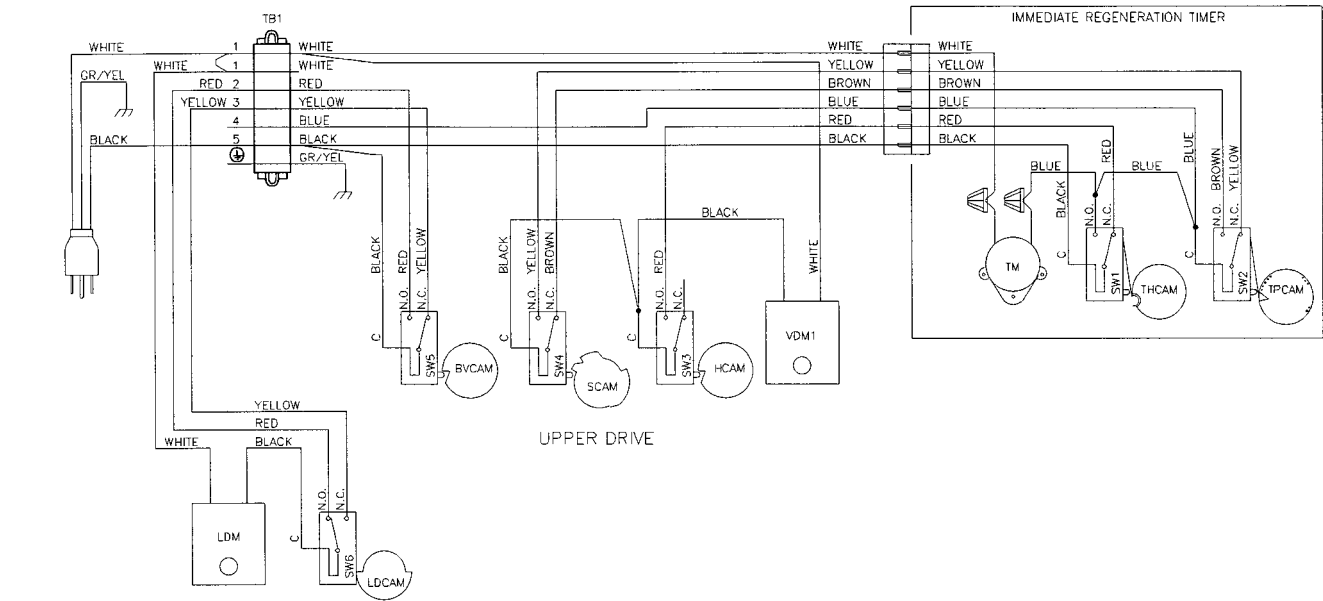 IMMEDIATE REGENERATION TIMER
TB1
WHITE 1 WHITE WHITE WHITE
WHITE 1 WHITE YELLOW YELLOW
GR/YEL RED 2 RED BROWN BROWN
YELLOW 3 YELLOW BLUE BLUE
4 BLUE RED RED
BLACK 5 BLACK BLACK BLACK
GR/YEL
BLUE
BLUE
RED
BLUE
BROWN
YELLOW
BLACK
N.O.
N.C.
N.O.
N.C.
BLACK
BLACK
RED
YELLOW
BLACK
YELLOW
BROWN
RED
WHITE
C
C
TM
SW1
THCAM
SW2
TPCAM
N.O.
N.C.
N.O.
N.C.
N.O.
N.C.
C
C
C
VDM1
SW5
BVCAM
SW4
SCAM
SW3
HCAM
YELLOW
RED
WHITE
BLACK
UPPER DRIVE
N.O.
N.C.
LDM
C
SW6
LDCAM